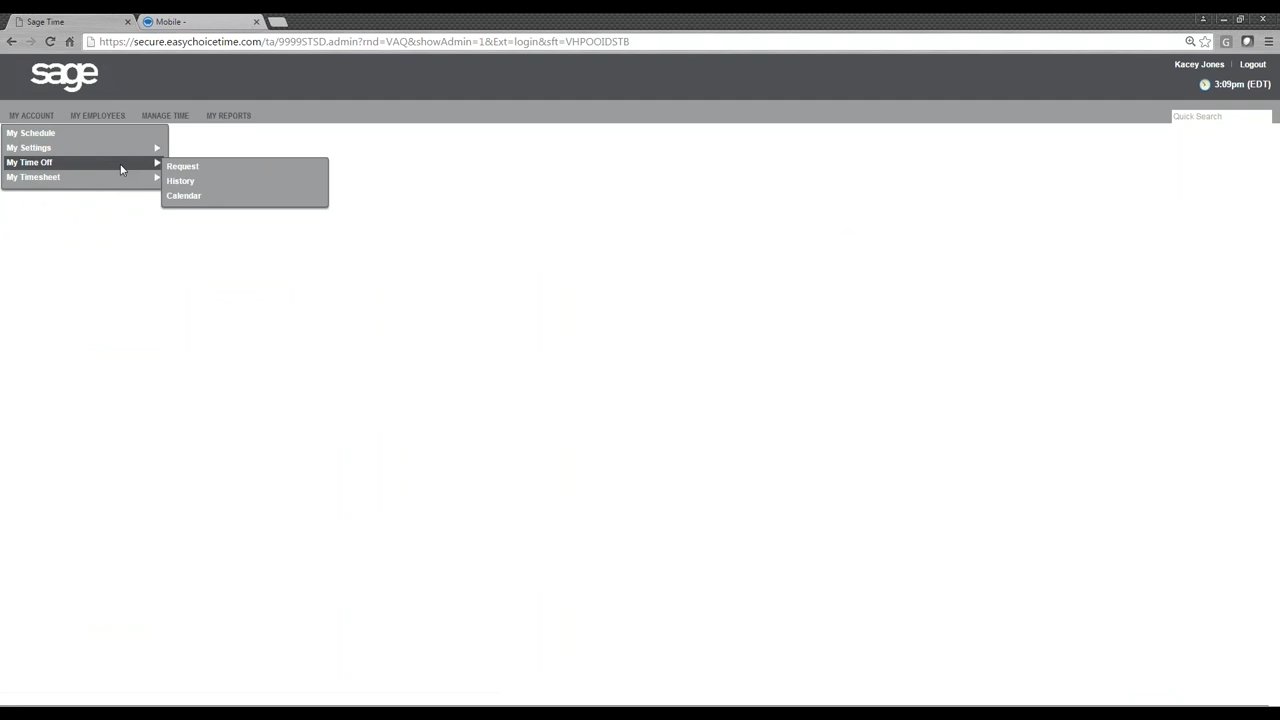 Sage Time
Mobile -
https://secure.easychoicetime.com/ta/9999STSD.admin?rnd=VAQ&showAdmin=1&Ext=login&sft=VHPOOIDSTB
G
sage
Kacey Jones | Logout
3:09pm (EDT)
MY ACCOUNT MY EMPLOYEES MANAGE TIME MY REPORTS
Quick Search
My Schedule
My Settings
My Time Off
My Timesheet
Request
History
Calendar